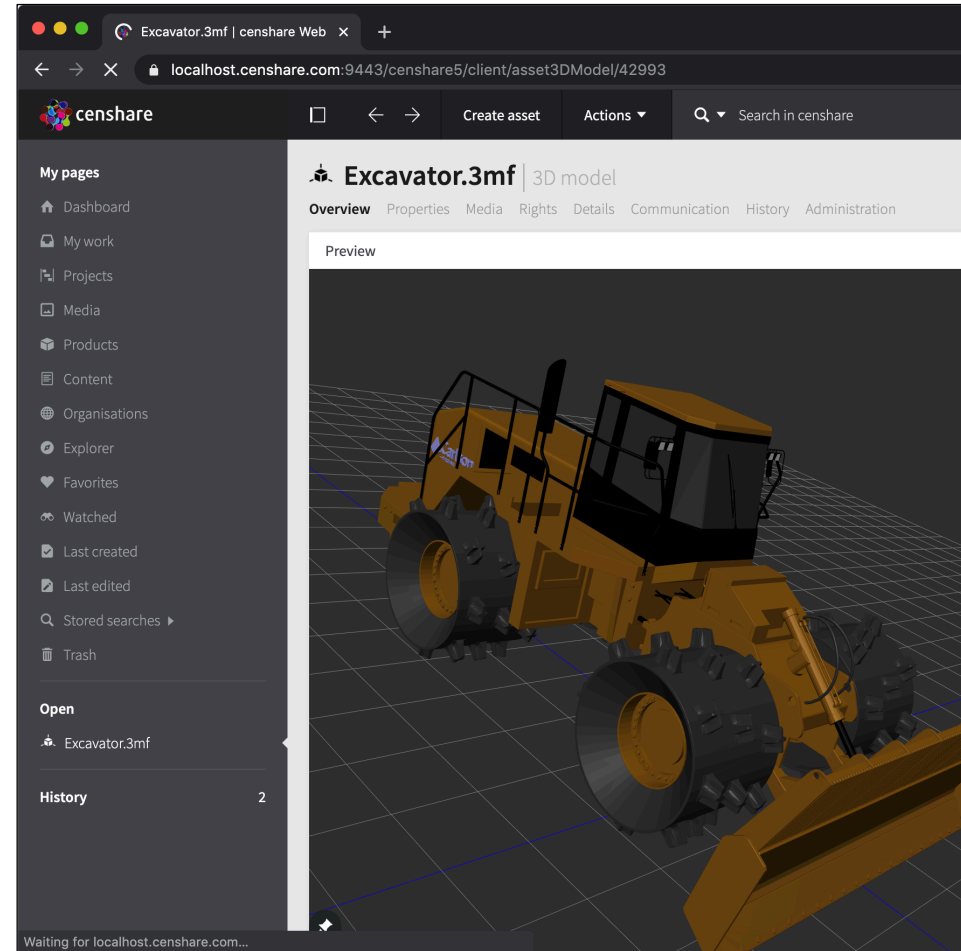 Excavator.3mf | censhare Web
localhost.censhare.com:9443/censhare5/client/asset3DModel/42993
censhare
Create asset
Actions
Search in censhare
My pages
Dashboard
My work
Projects
Media
Products
Content
Organisations
Explorer
Favorites
Watched
Last created
Last edited
Stored searches
Trash
Open
Excavator.3mf
History 2
Waiting for localhost.censhare.com...
Excavator.3mf | 3D model
Overview Properties Media Rights Details Communication History Administration
Preview